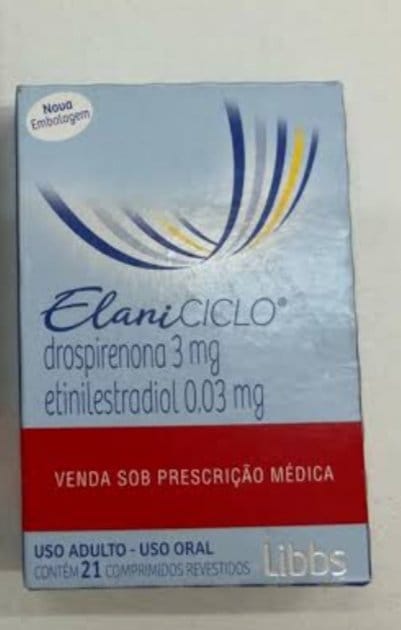 Nova
Embalagem
ElaniCICLO®
drospirenona 3 mg
etinilestradiol 0,03 mg
VENDA SOB PRESCRIÇÃO MÉDICA
USO ADULTO - USO ORAL
CONTÉM 21 COMPRIMIDOS REVESTIDOS
Libbs